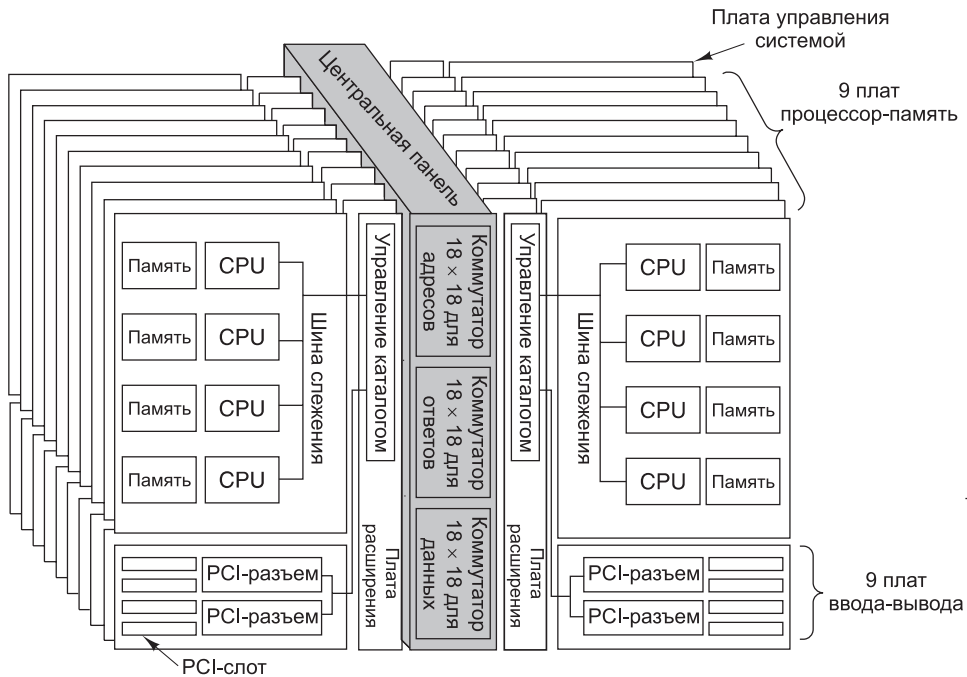 Плата управления
системой
9 плат
процессор-память
Центральная панель
Память
CPU
Память
CPU
Память
CPU
Память
CPU
Шина слежения
Управление каталогом
Плата
расширения
PCI-разъем
PCI-разъем
PCI-слот
Коммутатор
18 × 18 для
адресов
Коммутатор
18 × 18 для
ответов
Коммутатор
18 × 18 для
данных
Управление каталогом
Плата
расширения
Шина слежения
CPU
Память
CPU
Память
CPU
Память
CPU
Память
PCI-разъем
PCI-разъем
9 плат
ввода-вывода